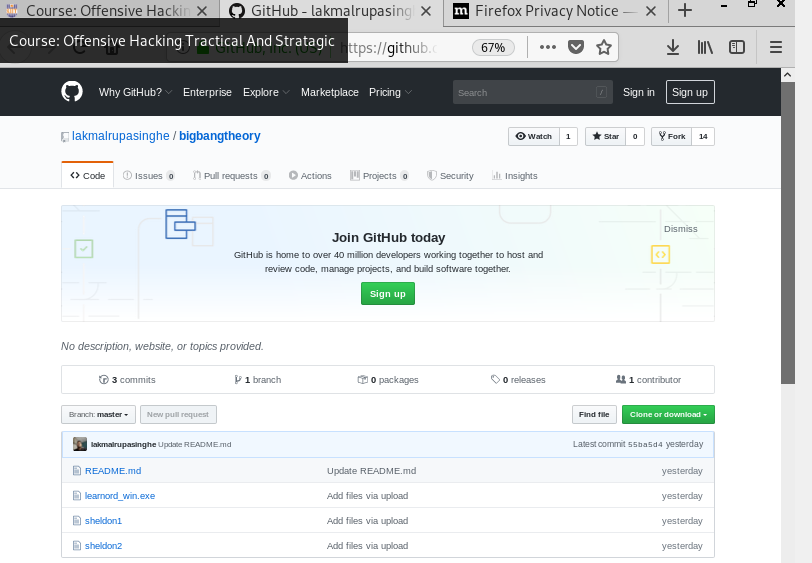 Course: Offensive Hackin
GitHub - lakmalrupasingh
Firefox Privacy Notice —
Course: Offensive Hacking Tractical And Stratagic
GitHub, Inc. (US)
https://github.c
67%
Why GitHub?
Enterprise
Explore
Marketplace
Pricing
Search
/
Sign in
Sign up
lakmalrupasinghe / bigbangtheory
Watch 1
Star 0
Fork 14
Code
Issues 0
Pull requests 0
Actions
Projects 0
Security
Insights
Dismiss
Join GitHub today
GitHub is home to over 40 million developers working together to host and
review code, manage projects, and build software together.
Sign up
No description, website, or topics provided.
3 commits
1 branch
0 packages
0 releases
1 contributor
Branch: master
New pull request
Find file
Clone or download
lakmalrupasinghe Update README.md
Latest commit 55ba5d4 yesterday
README.md Update README.md yesterday
learnord_win.exe Add files via upload yesterday
sheldon1 Add files via upload yesterday
sheldon2 Add files via upload yesterday